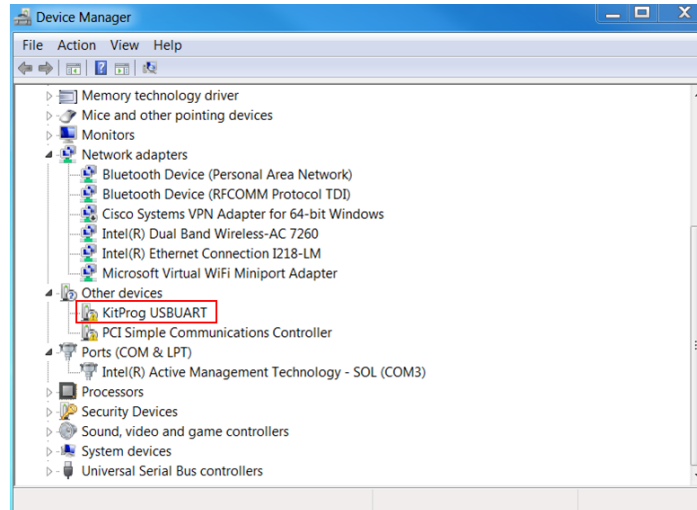 Device Manager
File Action View Help
Memory technology driver
Mice and other pointing devices
Monitors
Network adapters
Bluetooth Device (Personal Area Network)
Bluetooth Device (RFCOMM Protocol TDI)
Cisco Systems VPN Adapter for 64-bit Windows
Intel(R) Dual Band Wireless-AC 7260
Intel(R) Ethernet Connection I218-LM
Microsoft Virtual WiFi Miniport Adapter
Other devices
KitProg USBUART
PCI Simple Communications Controller
Ports (COM & LPT)
Intel(R) Active Management Technology - SOL (COM3)
Processors
Security Devices
Sound, video and game controllers
System devices
Universal Serial Bus controllers